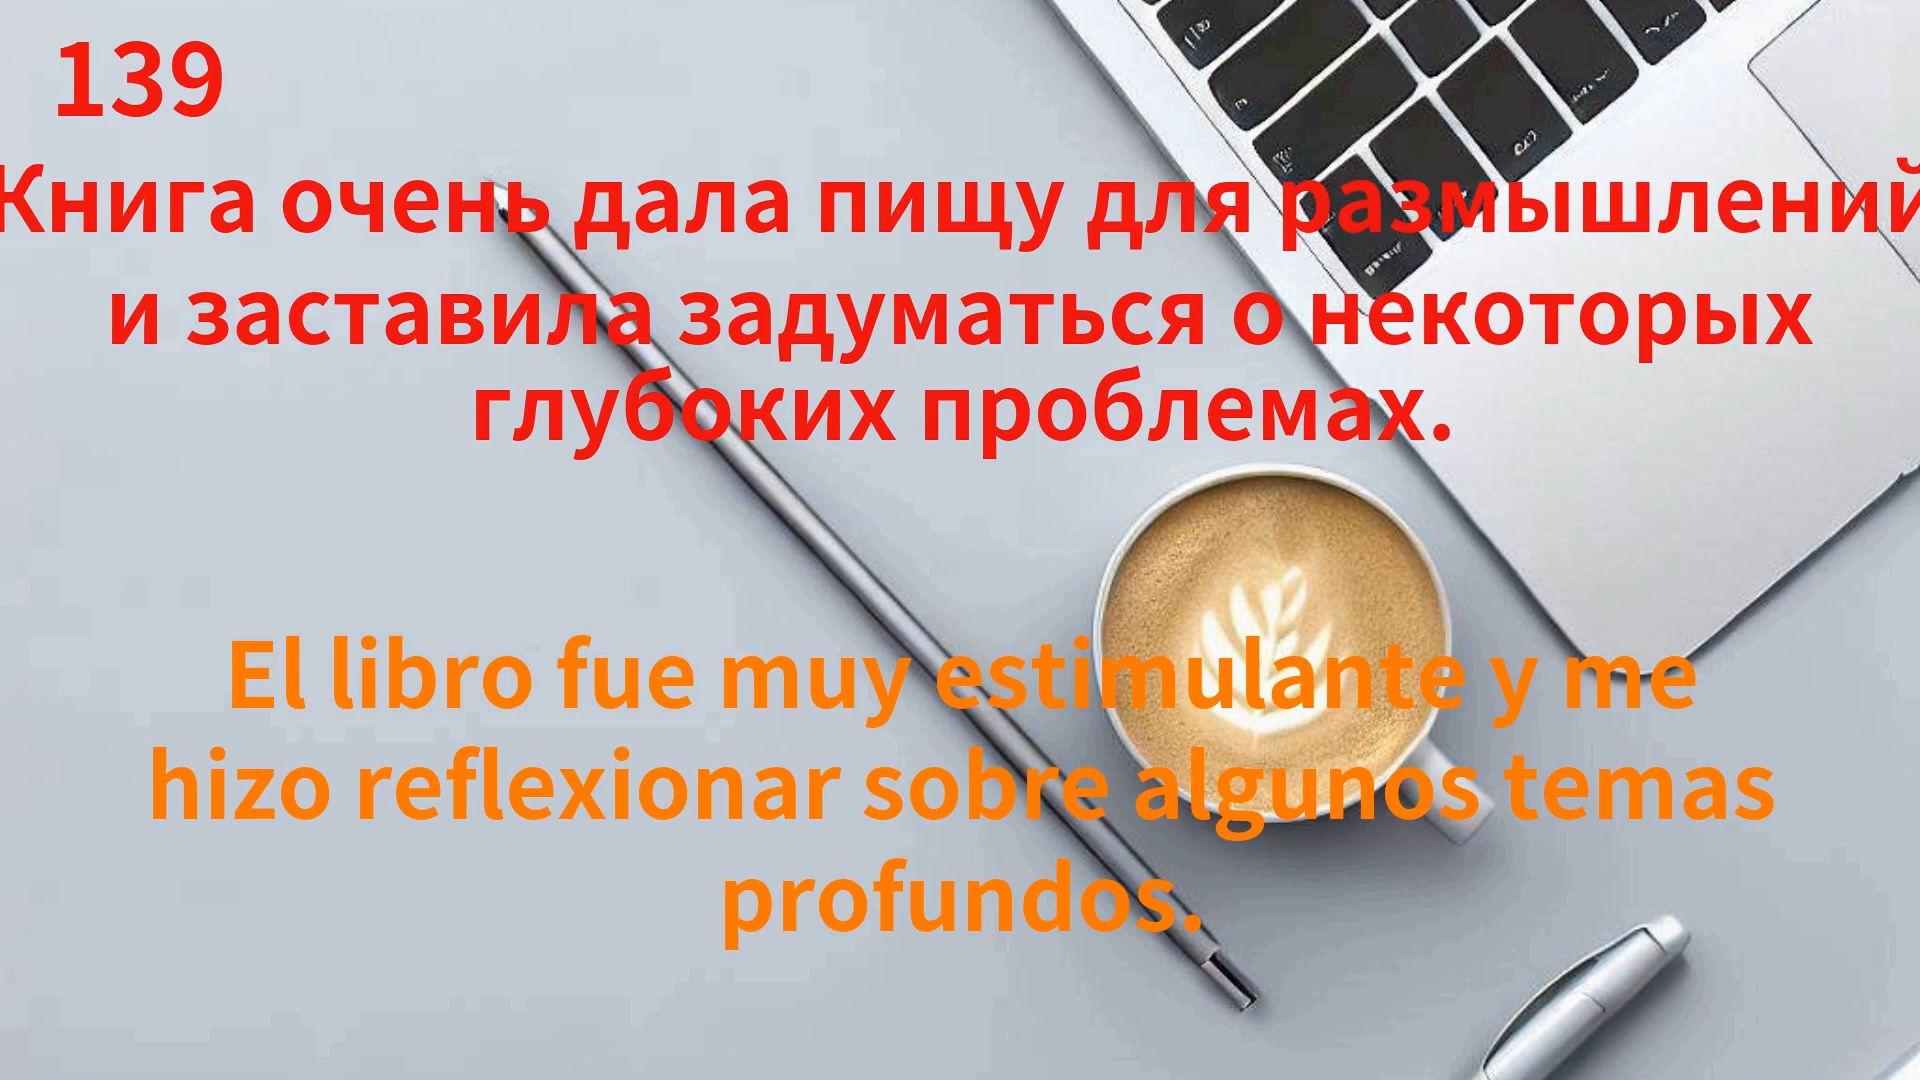 139
Книга очень дала пищу для размышлений
и заставила задуматься о некоторых
глубоких проблемах.
El libro fue muy estimulante y me
hizo reflexionar sobre algunos temas
profundos.